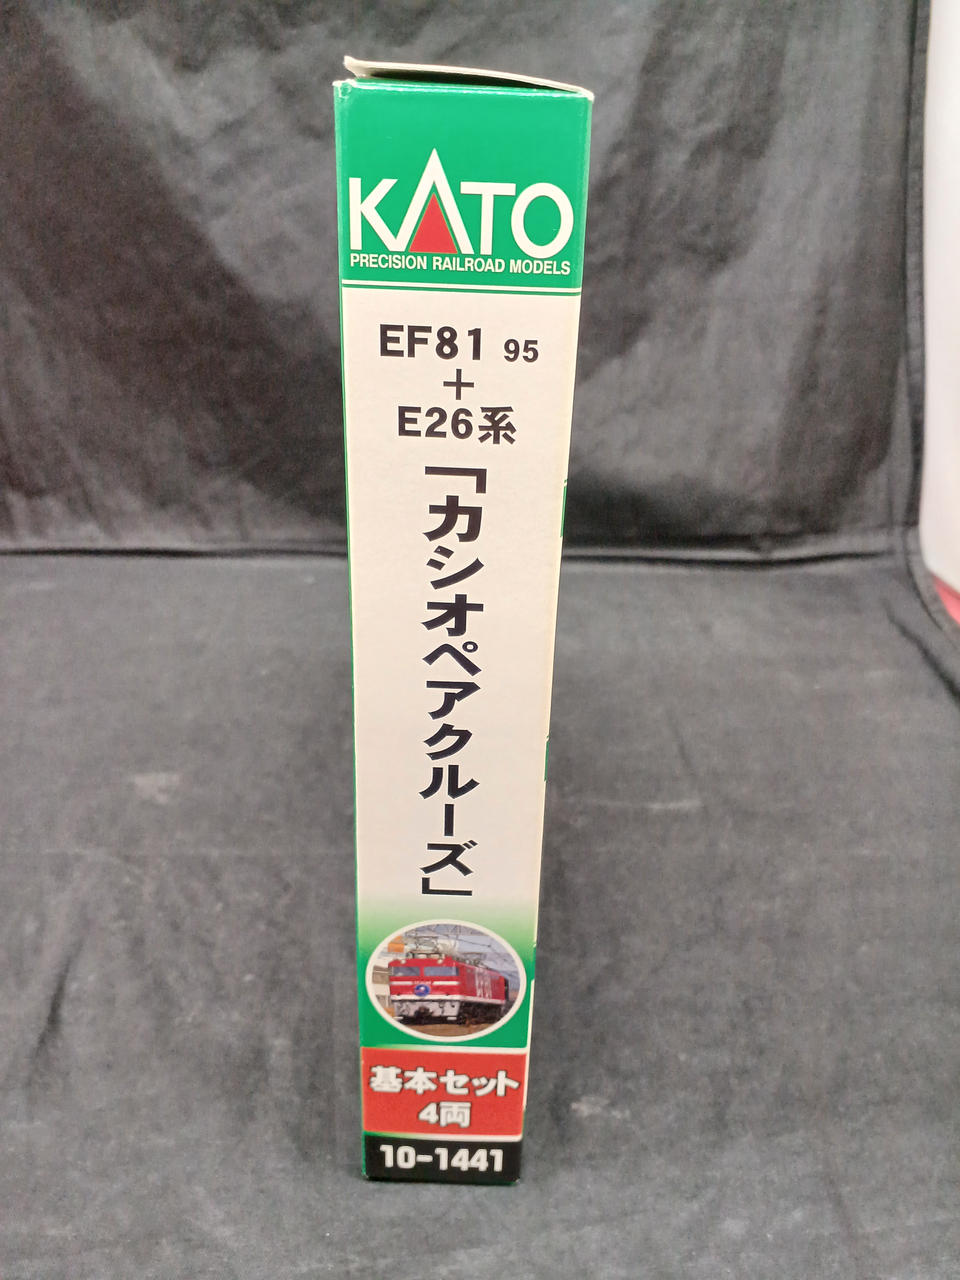 KATO
PRECISION RAILROAD MODELS
EF81 95
+
E26系
「カシオペアクルーズ」
基本セット
4両
10-1441